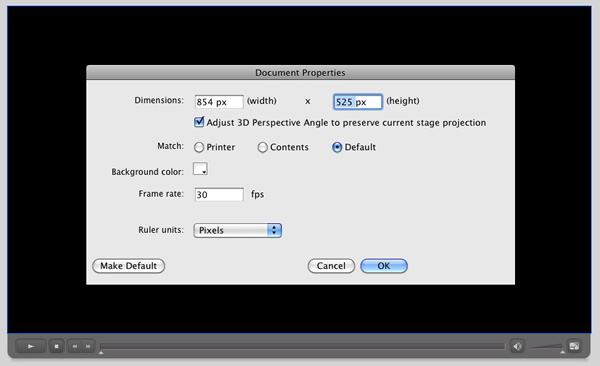 Document Properties
Dimensions: 854 px (width) x 525 px (height)
Adjust 3D Perspective Angle to preserve current stage projection
Match: Printer Contents Default
Background color:
Frame rate: 30 fps
Ruler units: Pixels
Make Default Cancel OK